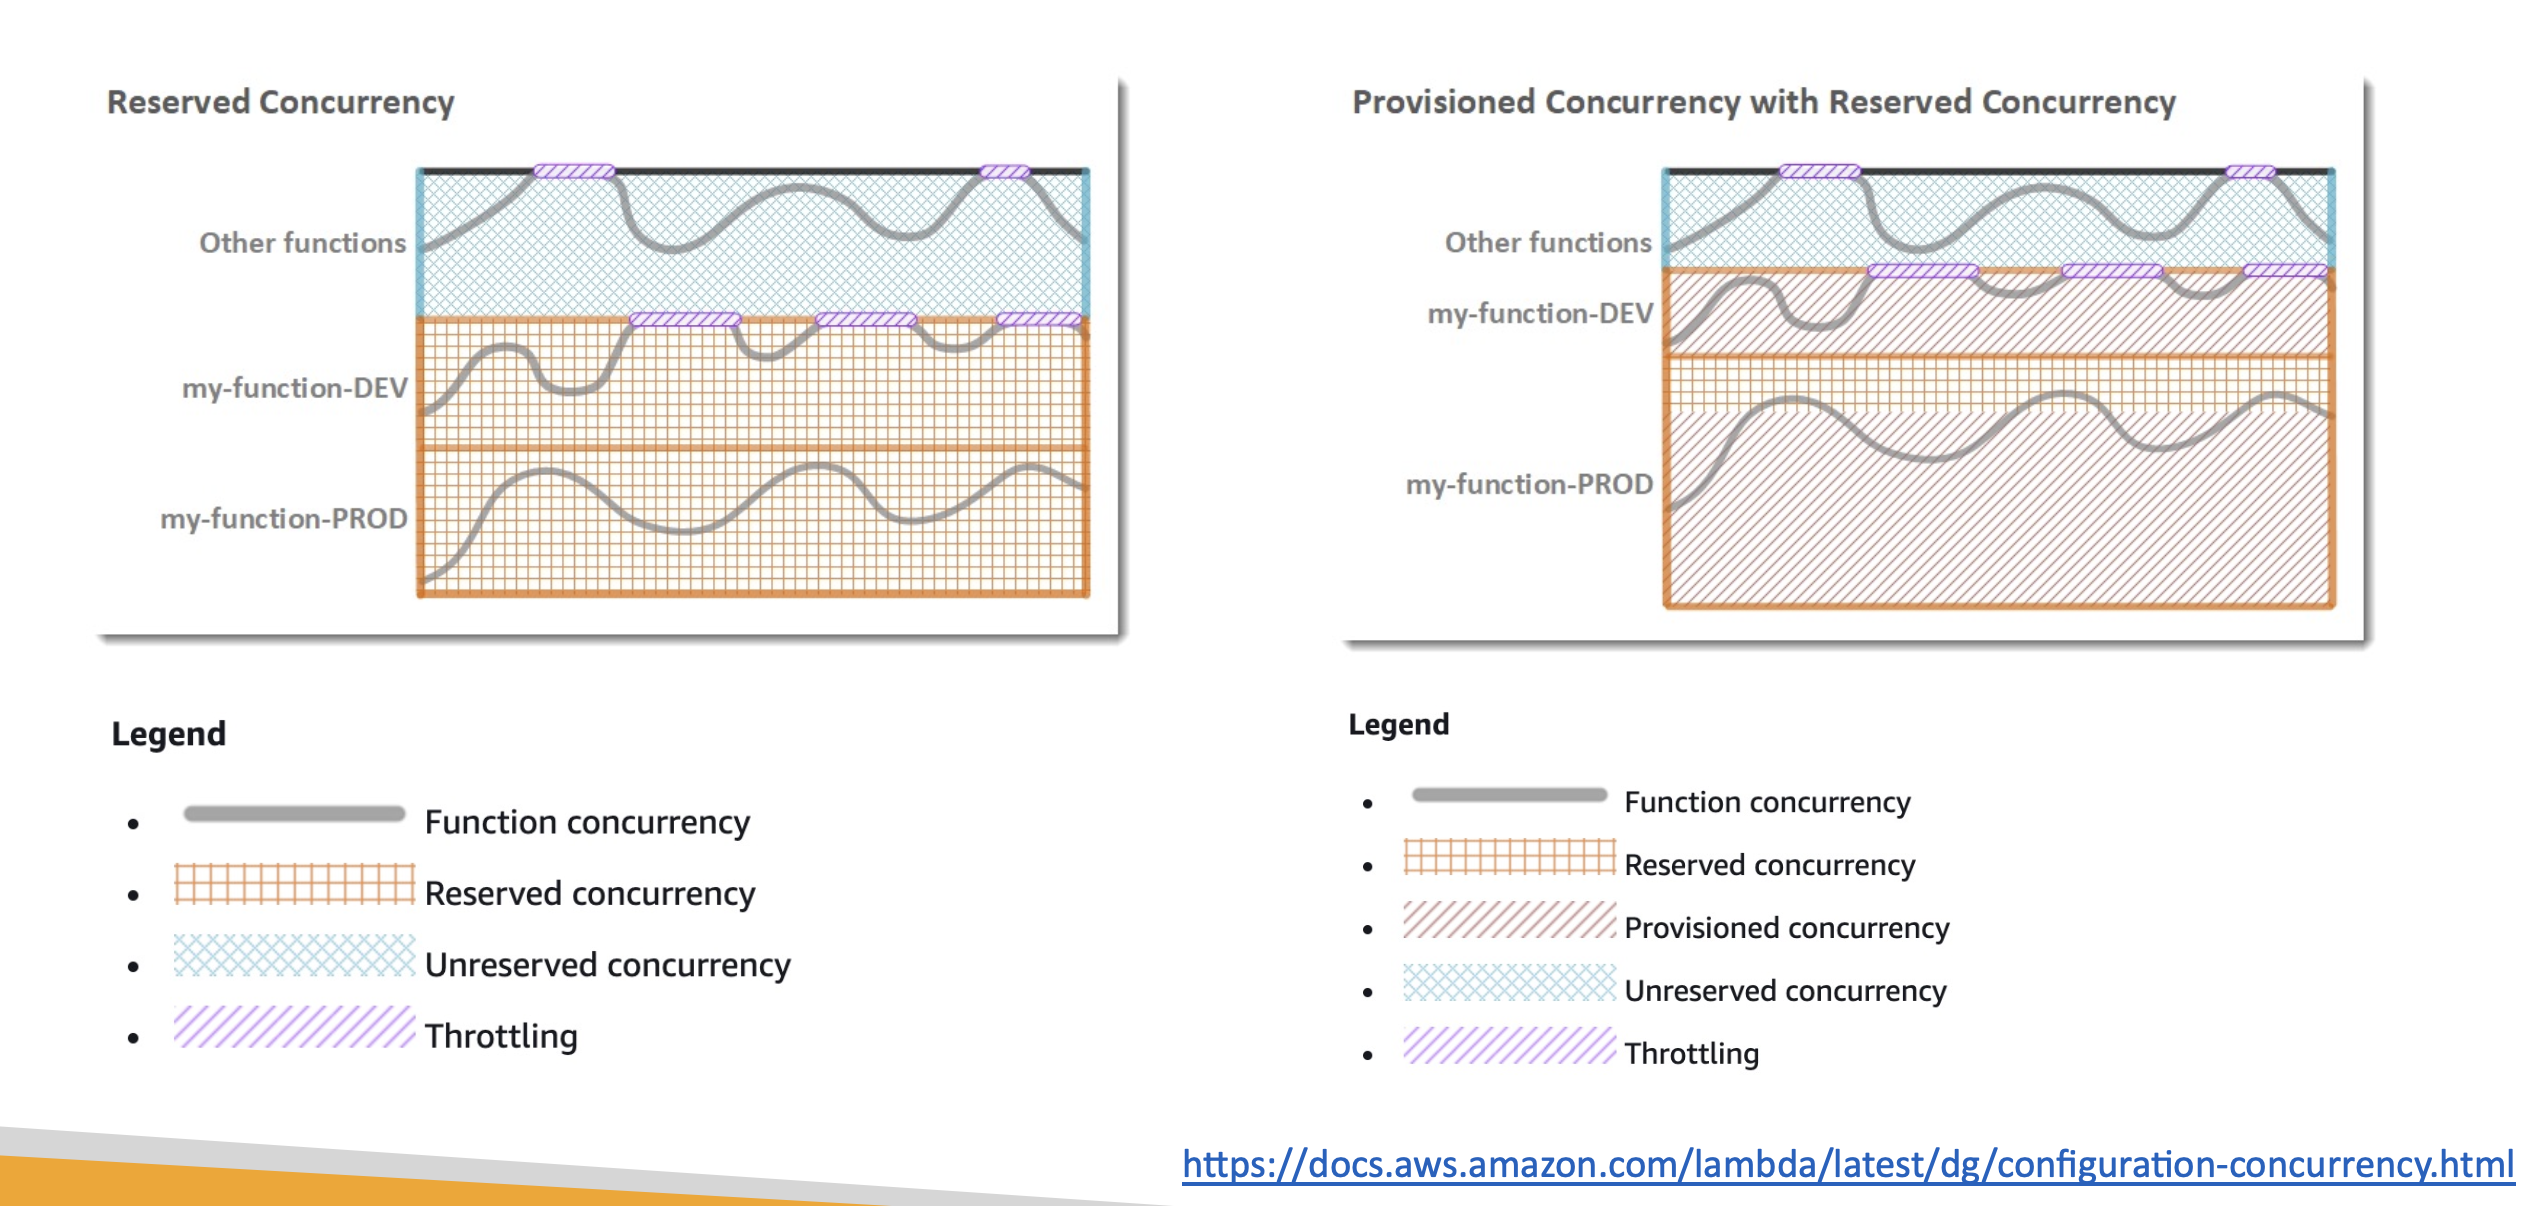 Reserved Concurrency
Other functions
my-function-DEV
my-function-PROD
Legend
• Function concurrency
• Reserved concurrency
• Unreserved concurrency
• Throttling
Provisioned Concurrency with Reserved Concurrency
Other functions
my-function-DEV
my-function-PROD
Legend
• Function concurrency
• Reserved concurrency
• Provisioned concurrency
• Unreserved concurrency
• Throttling
https://docs.aws.amazon.com/lambda/latest/dg/configuration-concurrency.html